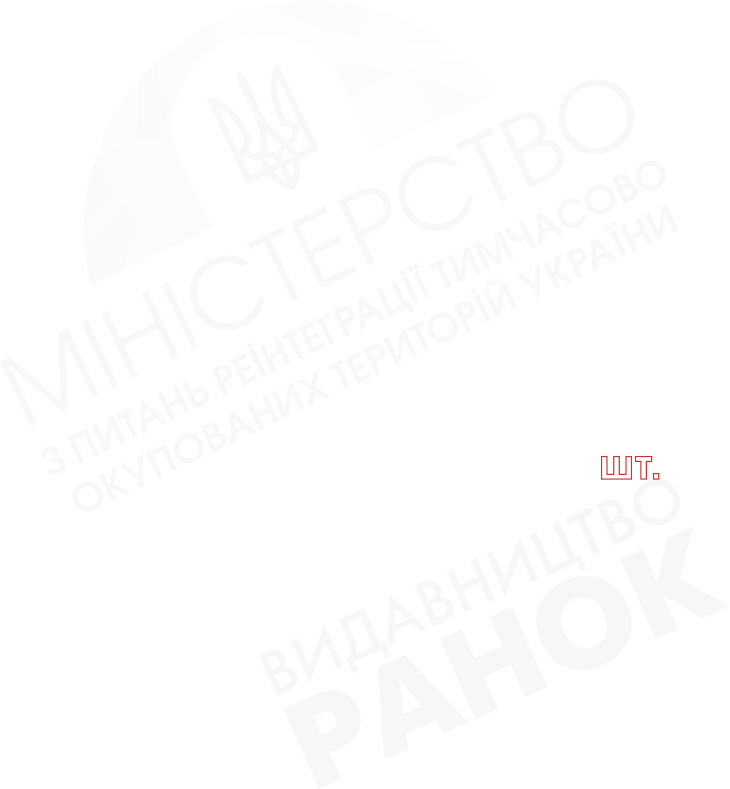 МІНІСТЕРСТВО
З ПИТАНЬ РЕІНТЕГРАЦІЇ ТИМЧАСОВО
ОКУПОВАНИХ ТЕРИТОРІЙ УКРАЇНИ
шт.
ВИДАВНИЦТВО
РАНОК